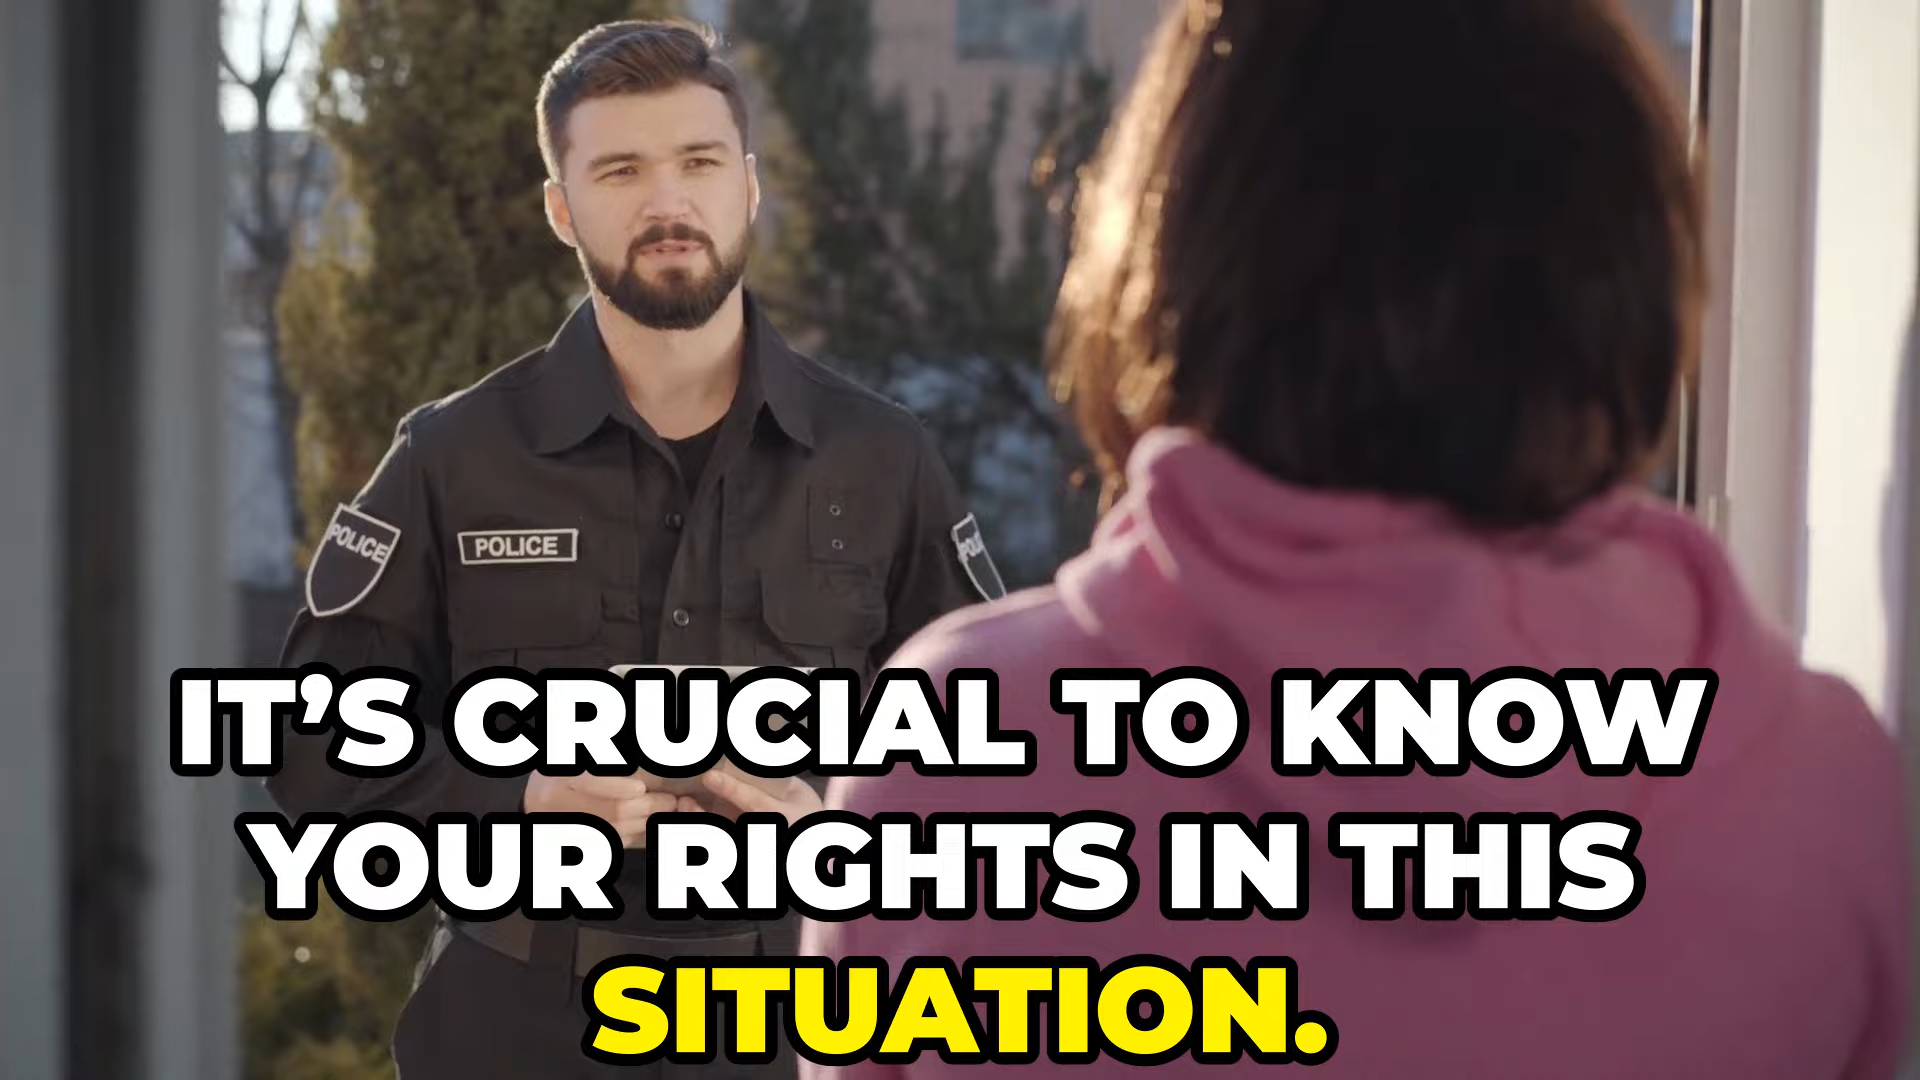 POLICE
POLICE
IT'S CRUCIAL TO KNOW
YOUR RIGHTS IN THIS
SITUATION.